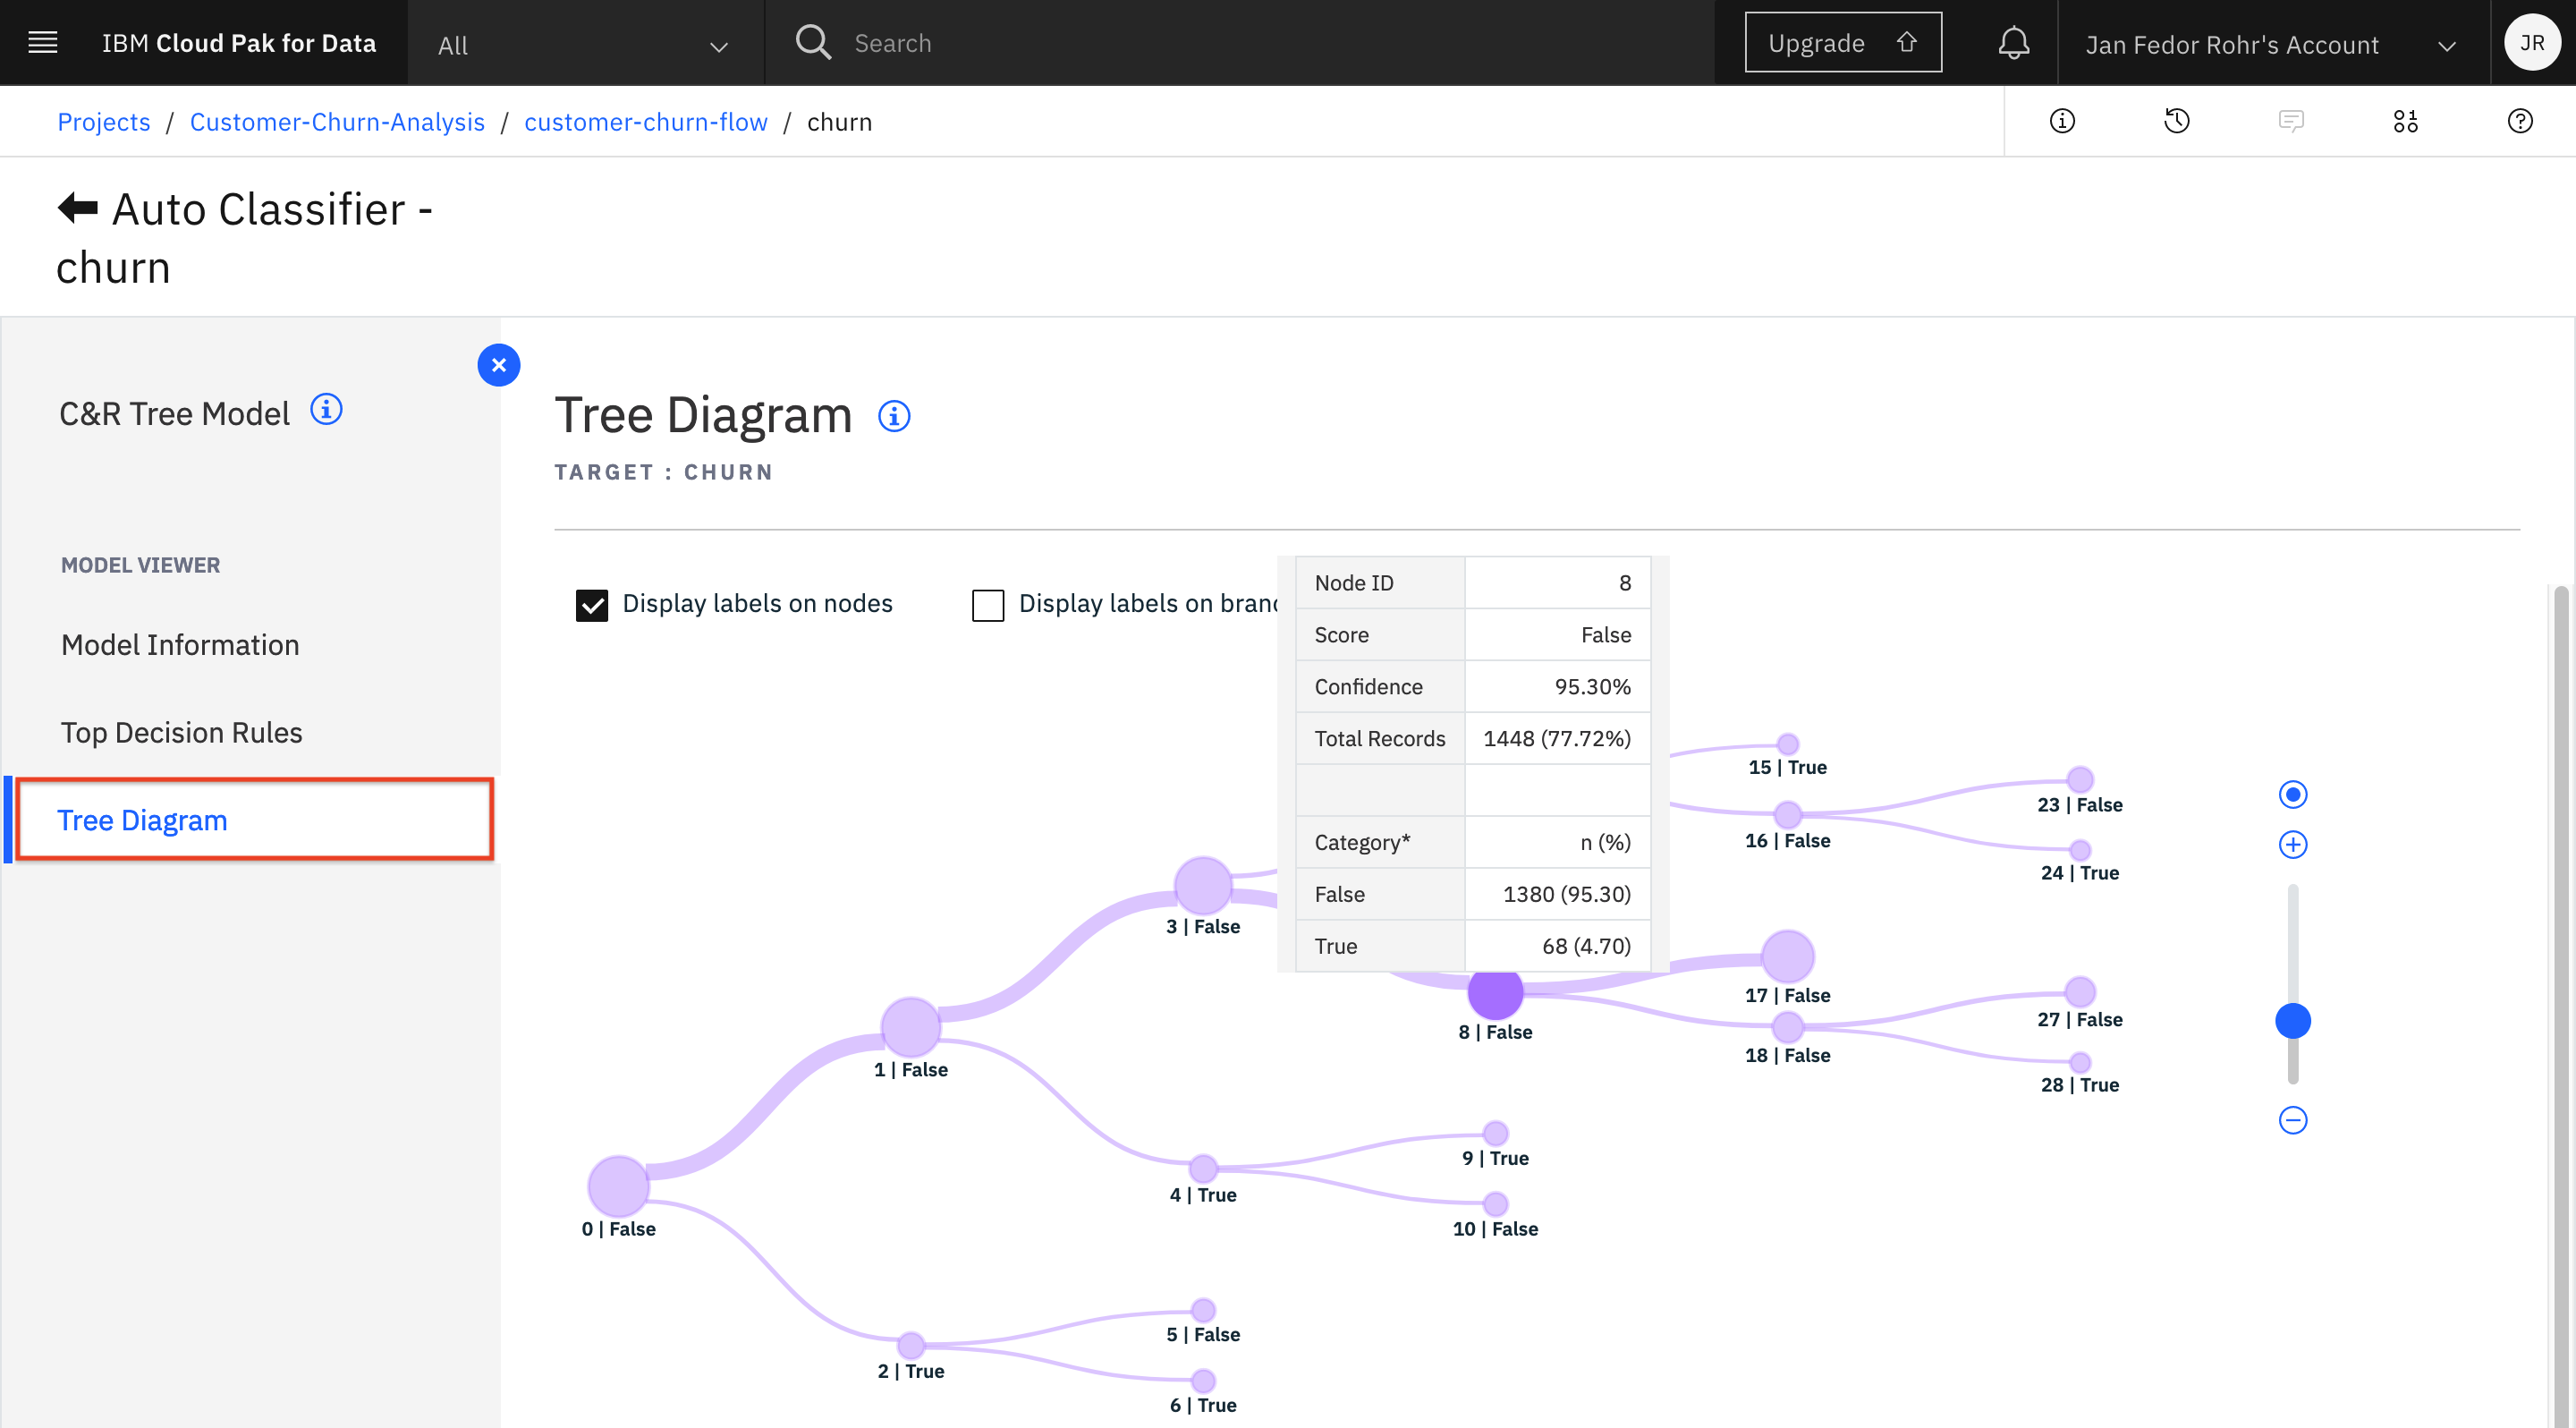 IBM Cloud Pak for Data
All
Search
Upgrade
Jan Fedor Rohr's Account
JR
Projects / Customer-Churn-Analysis / customer-churn-flow / churn
Auto Classifier -
churn
C&R Tree Model
MODEL VIEWER
Model Information
Top Decision Rules
Tree Diagram
Tree Diagram
TARGET : CHURN
Display labels on nodes
Display labels on branc
Node ID 8
Score False
Confidence 95.30%
Total Records 1448 (77.72%)
Category* n (%)
False 1380 (95.30)
True 68 (4.70)
15 | True
23 | False
16 | False
24 | True
3 | False
17 | False
27 | False
8 | False
18 | False
1 | False
28 | True
9 | True
4 | True
0 | False
10 | False
5 | False
2 | True
6 | True